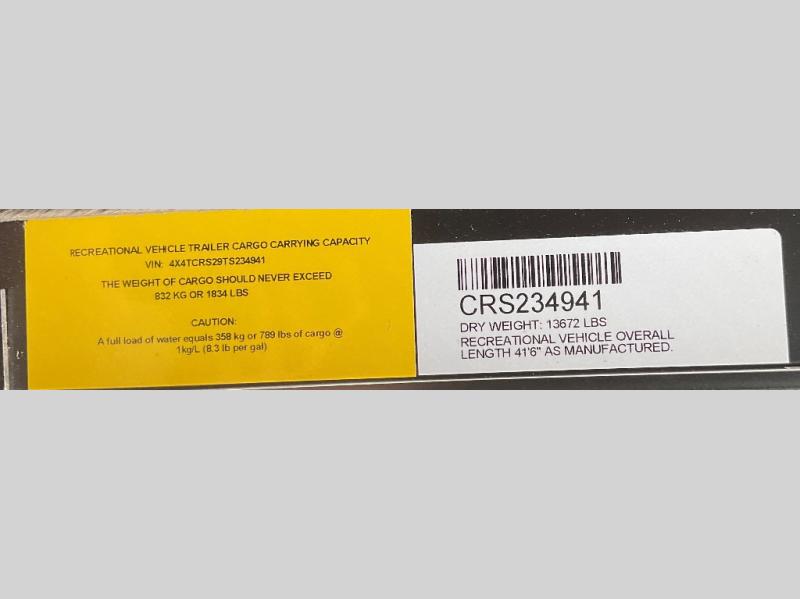 RECREATIONAL VEHICLE TRAILER CARGO CARRYING CAPACITY
VIN: 4X4TCRS29TS234941
THE WEIGHT OF CARGO SHOULD NEVER EXCEED
832 KG OR 1834 LBS
CAUTION:
A full load of water equals 358 kg or 789 lbs of cargo @
1kg/L (8.3 lb per gal)
CRS234941
DRY WEIGHT: 13672 LBS
RECREATIONAL VEHICLE OVERALL
LENGTH 41'6" AS MANUFACTURED.